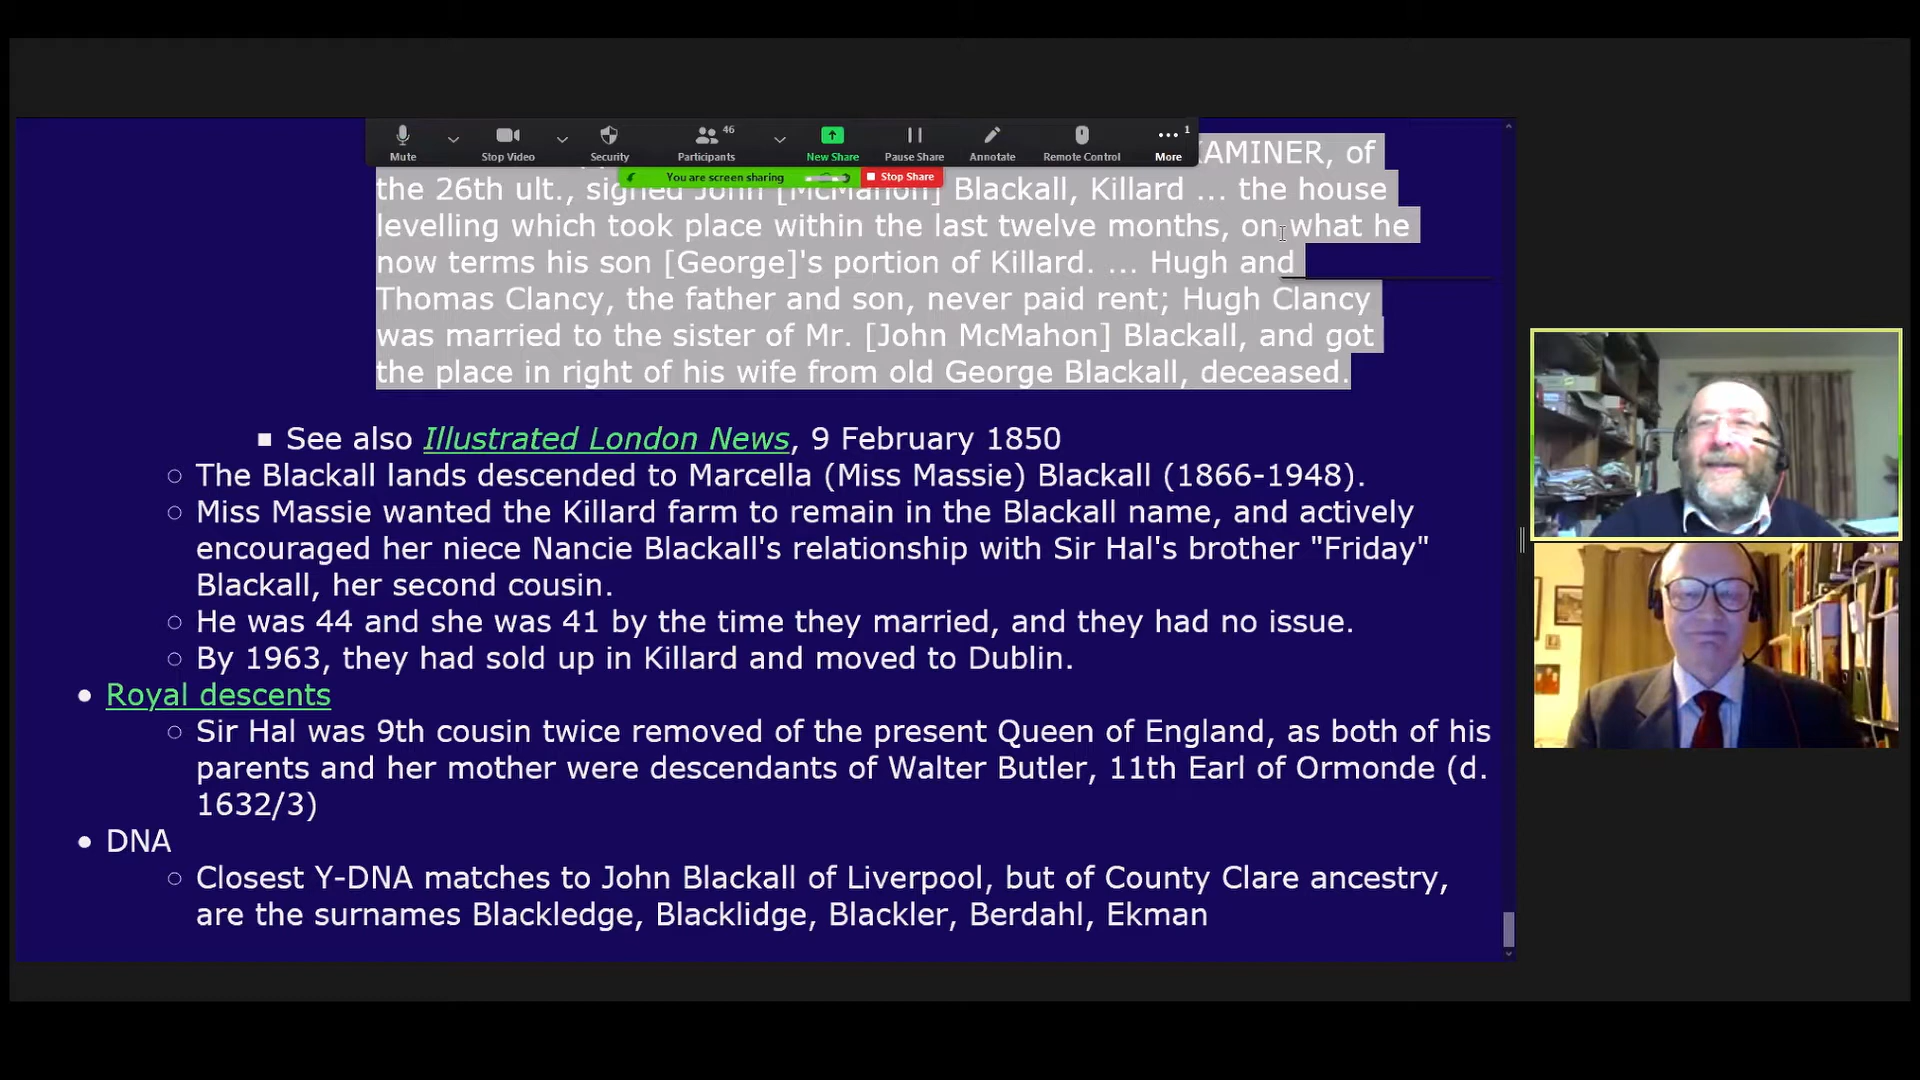 46
1
Mute
Stop Video
Security
Participants
New Share
Pause Share
Annotate
Remote Control
More
You are screen sharing
Stop Share
KAMINER, of
the 26th ult., signed John [McMahon] Blackall, Killard ... the house
levelling which took place within the last twelve months, on what he
now terms his son [George]'s portion of Killard. ... Hugh and
Thomas Clancy, the father and son, never paid rent; Hugh Clancy
was married to the sister of Mr. [John McMahon] Blackall, and got
the place in right of his wife from old George Blackall, deceased.
See also Illustrated London News, 9 February 1850
The Blackall lands descended to Marcella (Miss Massie) Blackall (1866-1948).
Miss Massie wanted the Killard farm to remain in the Blackall name, and actively
encouraged her niece Nancie Blackall's relationship with Sir Hal's brother "Friday"
Blackall, her second cousin.
He was 44 and she was 41 by the time they married, and they had no issue.
By 1963, they had sold up in Killard and moved to Dublin.
Royal descents
Sir Hal was 9th cousin twice removed of the present Queen of England, as both of his
parents and her mother were descendants of Walter Butler, 11th Earl of Ormonde (d.
1632/3)
DNA
Closest Y-DNA matches to John Blackall of Liverpool, but of County Clare ancestry,
are the surnames Blackledge, Blacklidge, Blackler, Berdahl, Ekman